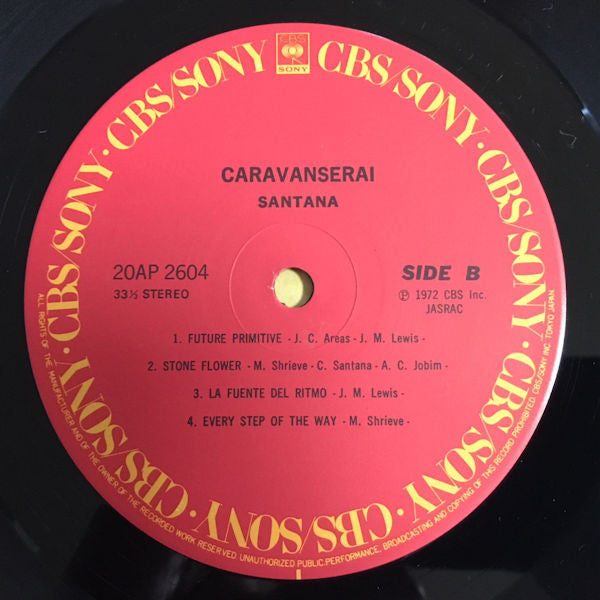 CBS
SONY
CBS/SONY · CBS/SONY · CBS/SONY · CBS/SONY · CBS/SONY · CBS/SONY · CBS/SONY · CBS/SONY
CARAVANSERAI
SANTANA
20AP 2604
33⅓ STEREO
SIDE B
Ⓟ 1972 CBS Inc.
JASRAC
1. FUTURE PRIMITIVE - J. C. Areas - J. M. Lewis -
2. STONE FLOWER - M. Shrieve - C. Santana - A. C. Jobim -
3. LA FUENTE DEL RITMO - J. M. Lewis -
4. EVERY STEP OF THE WAY - M. Shrieve -
ALL RIGHTS OF THE MANUFACTURER AND OF THE OWNER OF THE RECORDED WORK RESERVED. UNAUTHORIZED PUBLIC PERFORMANCE, BROADCASTING AND COPYING OF THIS RECORD PROHIBITED. CBS/SONY INC. TOKYO JAPAN